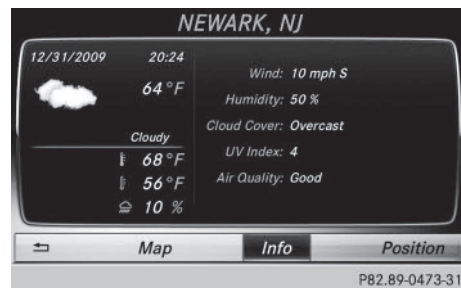 NEWARK, NJ
12/31/2009 20:24
64 °F
Cloudy
68 °F
56 °F
10 %
Wind: 10 mph S
Humidity: 50 %
Cloud Cover: Overcast
UV Index: 4
Air Quality: Good
Map Info Position
P82.89-0473-31